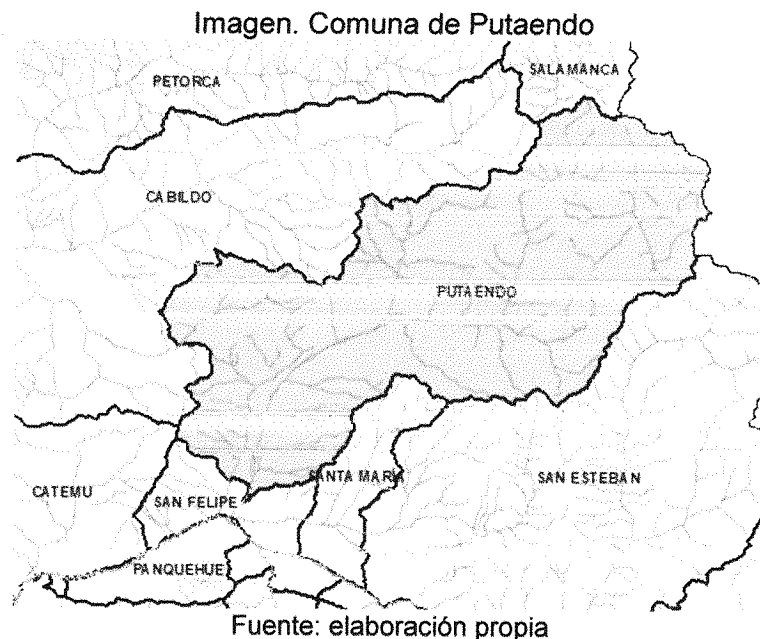 Imagen. Comuna de Putaendo
SALAMANCA
PETORCA
CABILDO
PUTAENDO
SANTA MARIA
SAN ESTEBAN
CATEMU
SAN FELIPE
PANQUEHUE
Fuente: elaboración propia